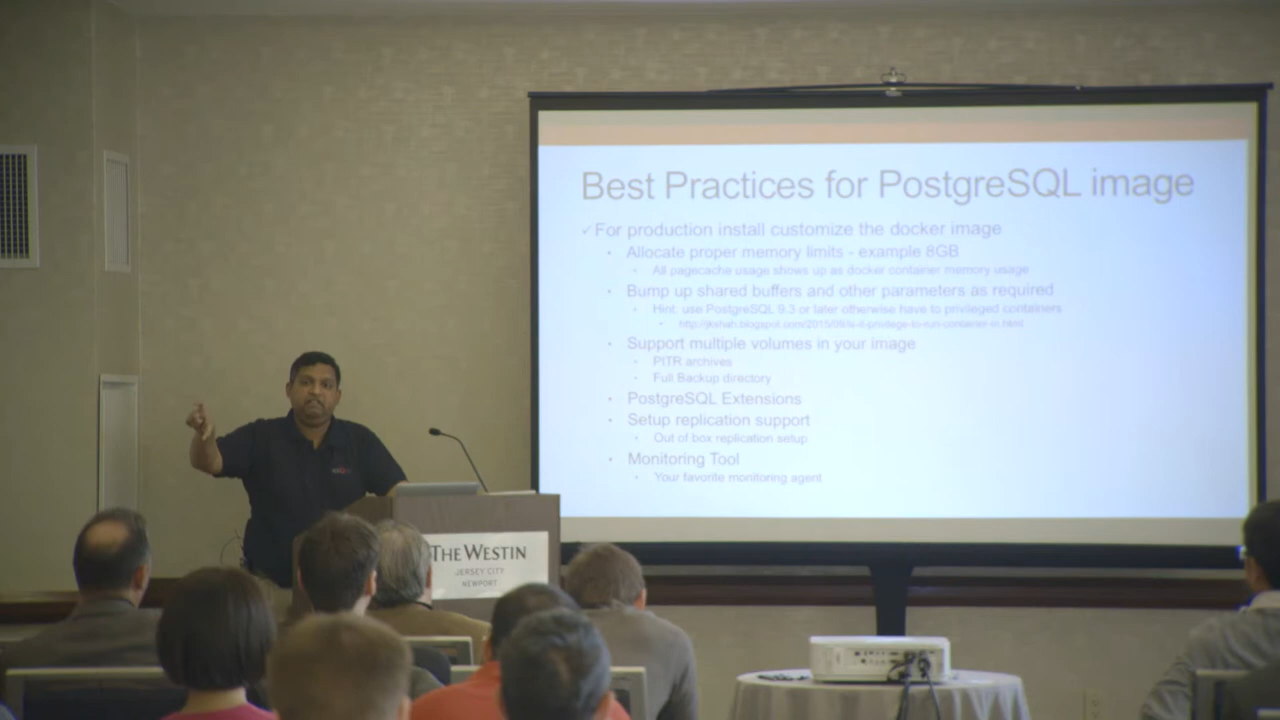 Best Practices for PostgreSQL image
✓ For production install customize the docker image
· Allocate proper memory limits - example 8GB
· All pagecache usage shows up as docker container memory usage
· Bump up shared buffers and other parameters as required
· Hint: use PostgreSQL 9.3 or later otherwise have to privileged containers
· Support multiple volumes in your image
· PITR archives
· Full Backup directory
· PostgreSQL Extensions
· Setup replication support
· Out of box replication setup
· Monitoring Tool
· Your favorite monitoring agent
THE WESTIN
JERSEY CITY
NEWPORT